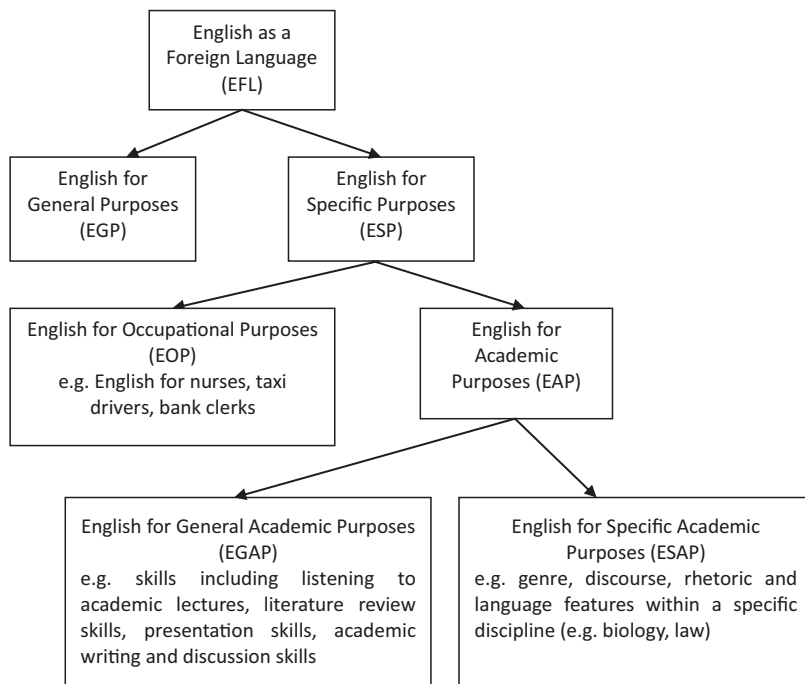 English as a
Foreign Language
(EFL)
English for
General Purposes
(EGP)
English for
Specific Purposes
(ESP)
English for Occupational Purposes
(EOP)
e.g. English for nurses, taxi
drivers, bank clerks
English for
Academic
Purposes (EAP)
English for General Academic Purposes
(EGAP)
e.g. skills including listening to
academic lectures, literature review
skills, presentation skills, academic
writing and discussion skills
English for Specific Academic
Purposes (ESAP)
e.g. genre, discourse, rhetoric and
language features within a specific
discipline (e.g. biology, law)